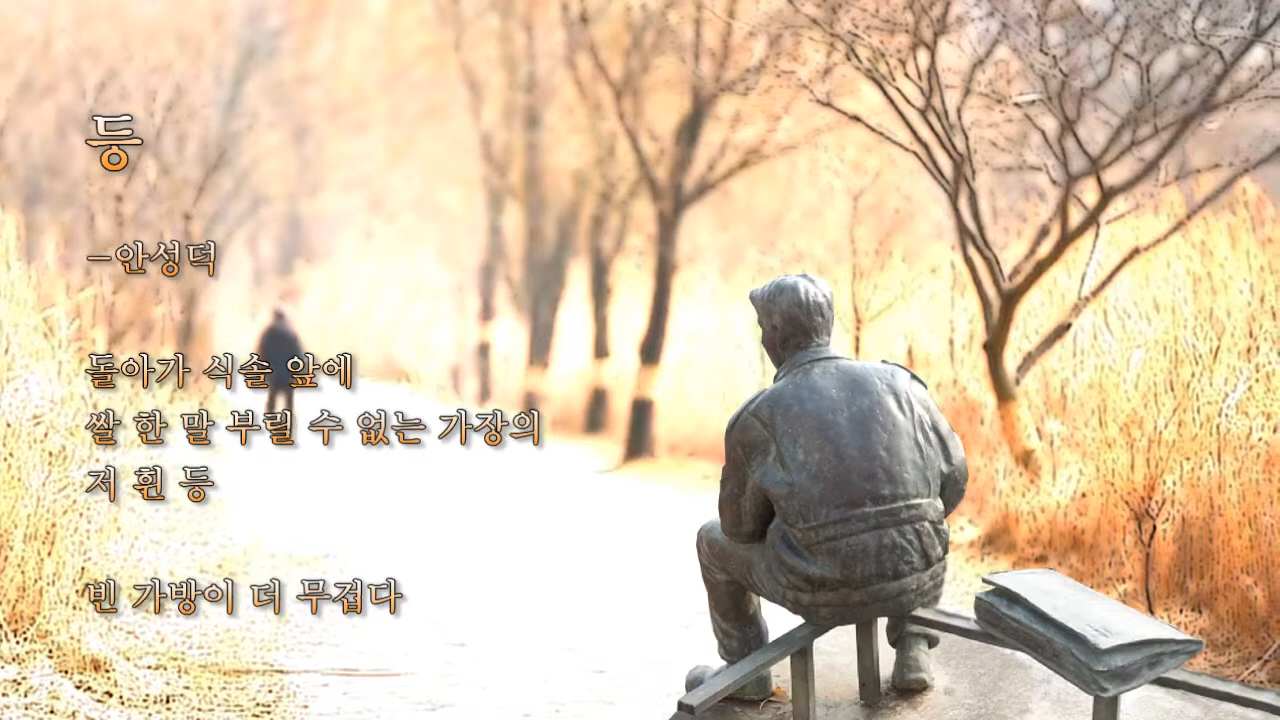 등
-안성덕
돌아가 식솔 앞에
쌀 한 말 부릴 수 없는 가장의
저 휜 등
빈 가방이 더 무겁다